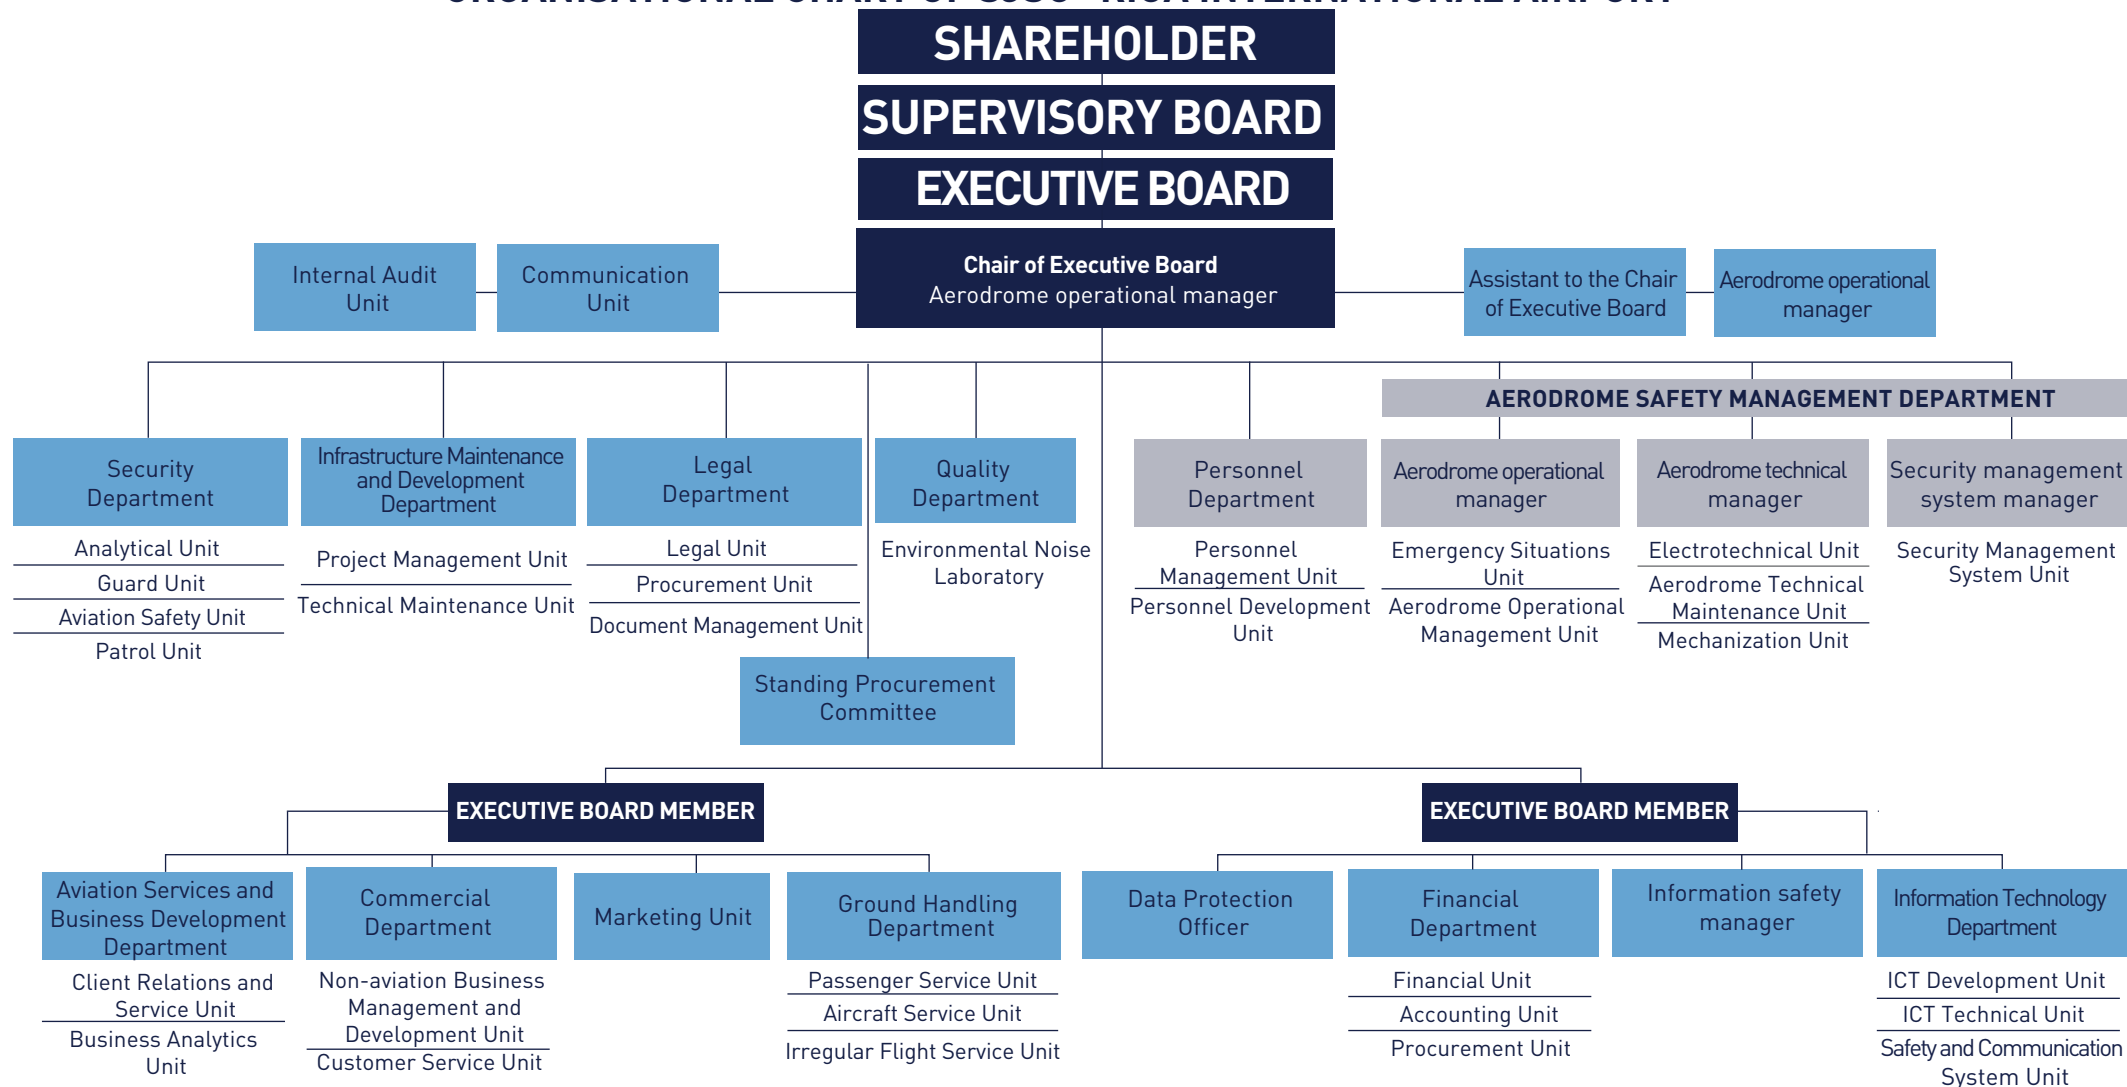 ORGANISATIONAL CHART OF SJSC RIGA INTERNATIONAL AIRPORT
SHAREHOLDER
SUPERVISORY BOARD
EXECUTIVE BOARD
Internal Audit
Unit
Communication
Unit
Chair of Executive Board
Aerodrome operational manager
Assistant to the Chair
of Executive Board
Aerodrome operational
manager
AERODROME SAFETY MANAGEMENT DEPARTMENT
Security
Department
Analytical Unit
Guard Unit
Aviation Safety Unit
Patrol Unit
Infrastructure Maintenance
and Development
Department
Project Management Unit
Technical Maintenance Unit
Legal
Department
Legal Unit
Procurement Unit
Document Management Unit
Quality
Department
Environmental Noise
Laboratory
Personnel
Department
Personnel
Management Unit
Personnel Development
Unit
Aerodrome operational
manager
Emergency Situations
Unit
Aerodrome Operational
Management Unit
Aerodrome technical
manager
Electrotechnical Unit
Aerodrome Technical
Maintenance Unit
Mechanization Unit
Security management
system manager
Security Management
System Unit
Standing Procurement
Committee
EXECUTIVE BOARD MEMBER
EXECUTIVE BOARD MEMBER
Aviation Services and
Business Development
Department
Client Relations and
Service Unit
Business Analytics
Unit
Commercial
Department
Non-aviation Business
Management and
Development Unit
Customer Service Unit
Marketing Unit
Ground Handling
Department
Passenger Service Unit
Aircraft Service Unit
Irregular Flight Service Unit
Data Protection
Officer
Financial
Department
Financial Unit
Accounting Unit
Procurement Unit
Information safety
manager
Information Technology
Department
ICT Development Unit
ICT Technical Unit
Safety and Communication
System Unit